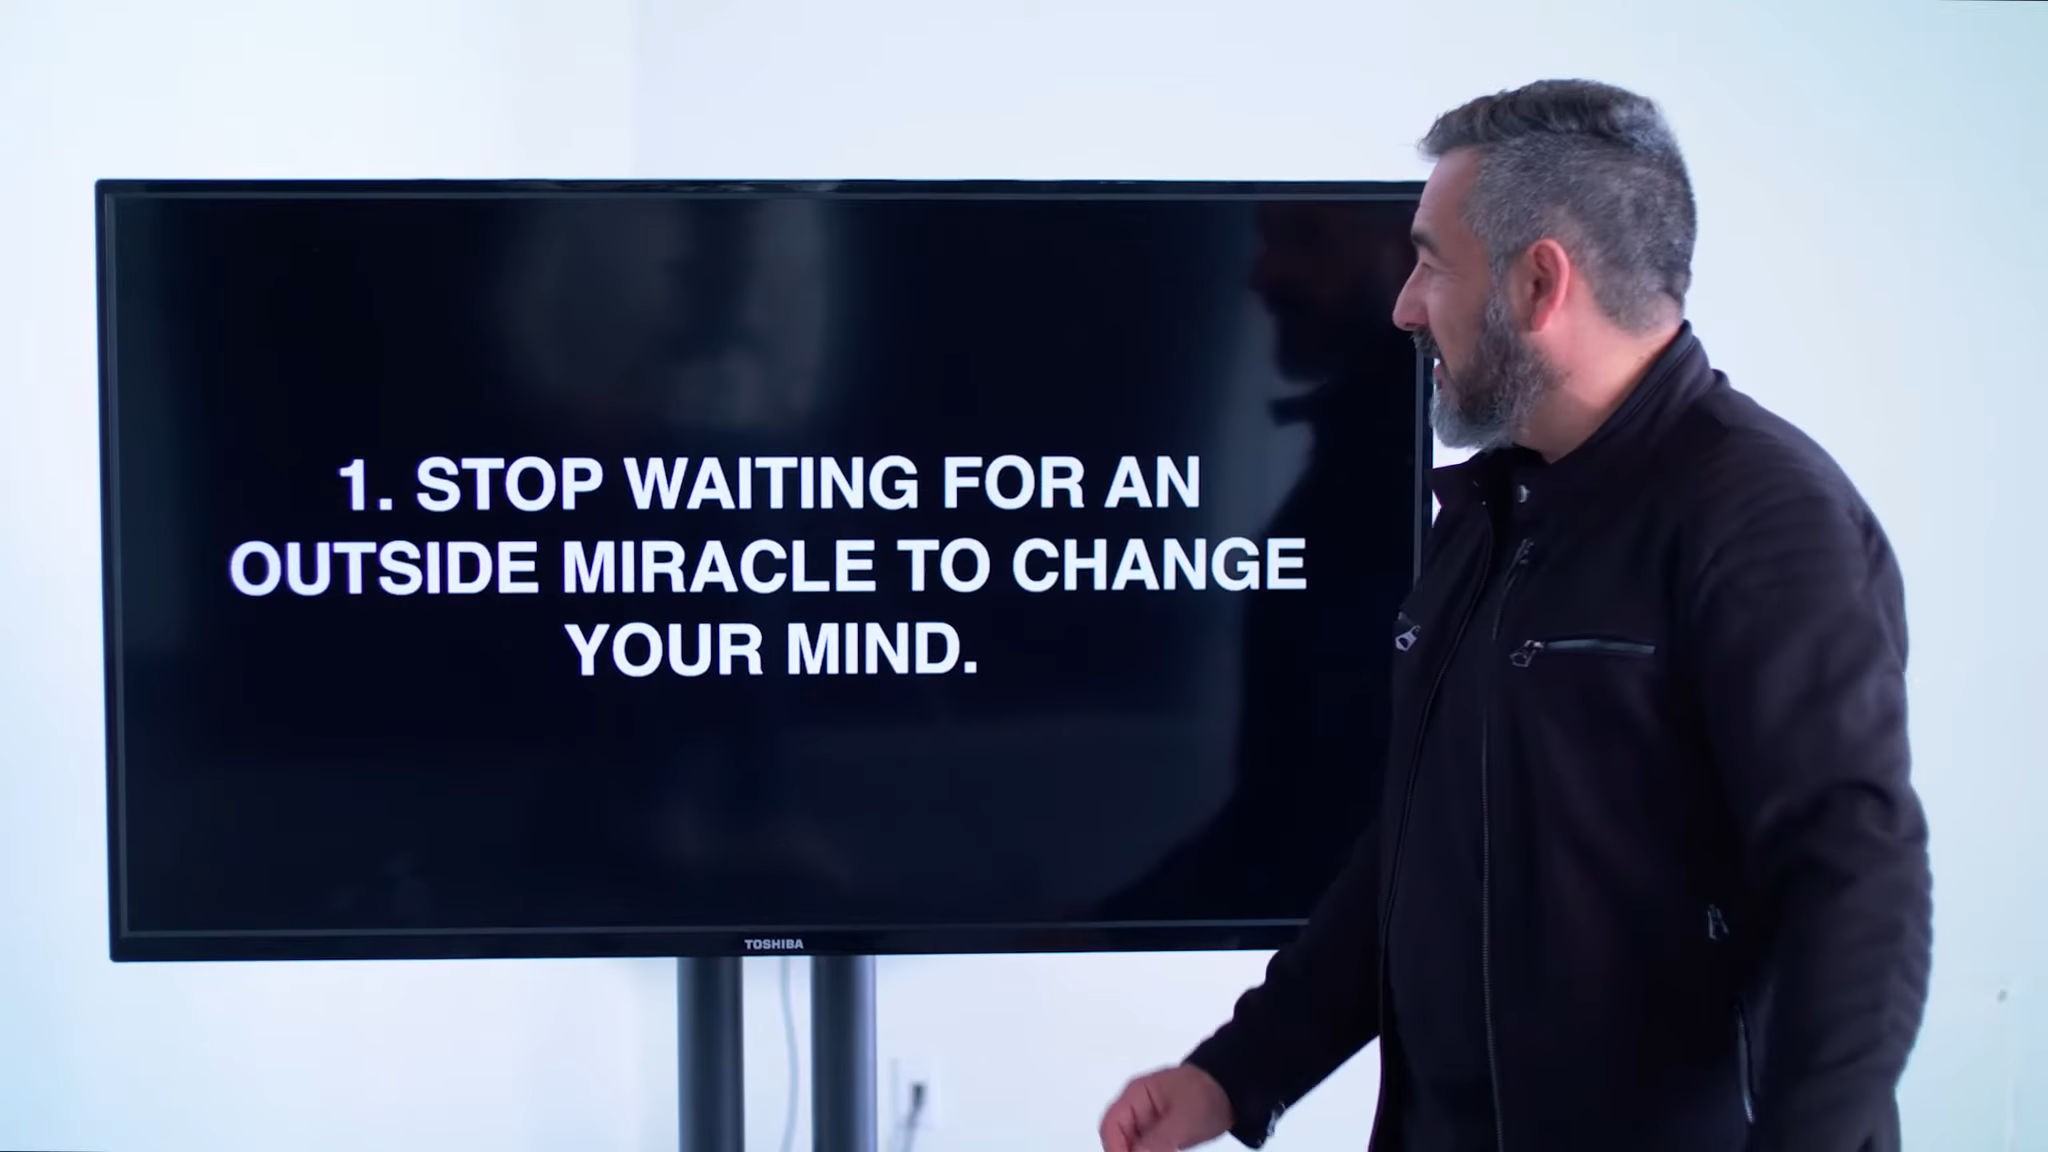 1. STOP WAITING FOR AN
OUTSIDE MIRACLE TO CHANGE
YOUR MIND.
TOSHIBA